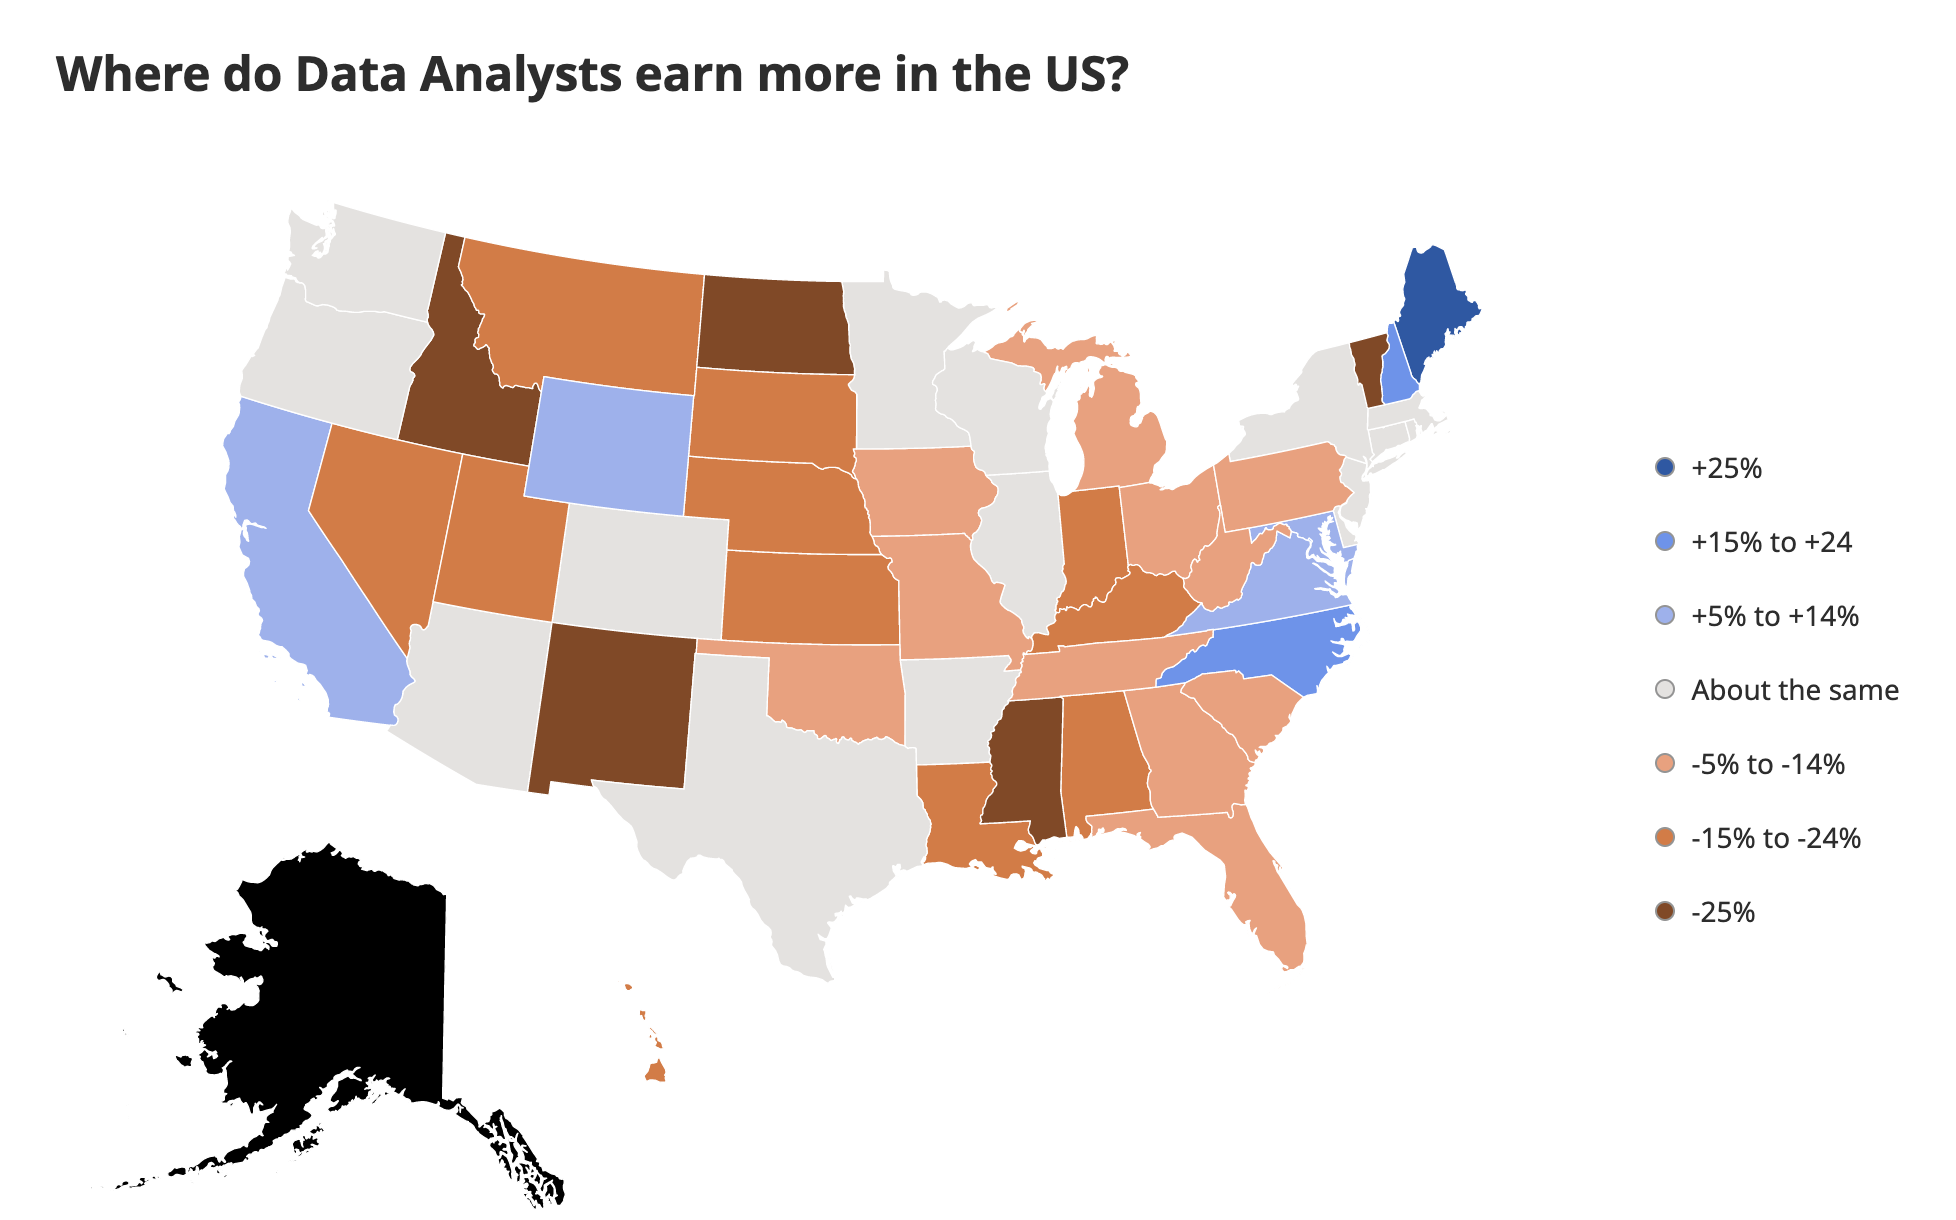 Where do Data Analysts earn more in the US?
+25%
+15% to +24
+5% to +14%
About the same
-5% to -14%
-15% to -24%
-25%